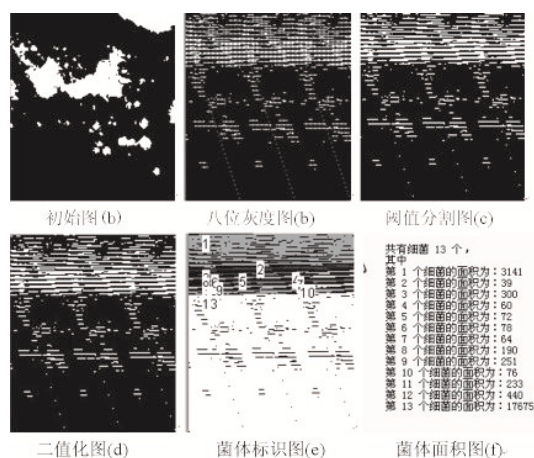 初始图(b)
八位灰度图(b)
阈值分割图(c)
1
2
5
9
7
10
13
共有细菌 13 个，
其中
第 1 个细菌的面积为：3141
第 2 个细菌的面积为：39
第 3 个细菌的面积为：300
第 4 个细菌的面积为：60
第 5 个细菌的面积为：72
第 6 个细菌的面积为：78
第 7 个细菌的面积为：64
第 8 个细菌的面积为：190
第 9 个细菌的面积为：251
第 10 个细菌的面积为：76
第 11 个细菌的面积为：233
第 12 个细菌的面积为：440
第 13 个细菌的面积为：17675
二值化图(d)
菌体标识图(e)
菌体面积图(f)